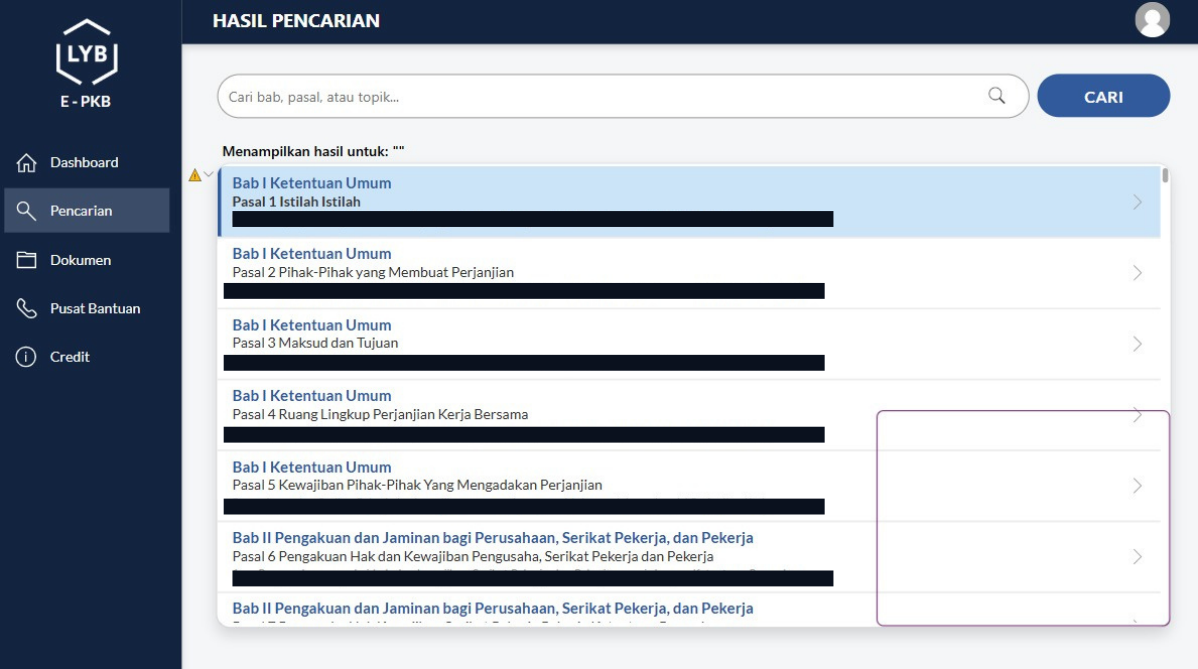 LYB
E - PKB
Dashboard
Pencarian
Dokumen
Pusat Bantuan
Credit
HASIL PENCARIAN
Cari bab, pasal, atau topik...
CARI
Menampilkan hasil untuk: ""
Bab I Ketentuan Umum
Pasal 1 Istilah Istilah
Bab I Ketentuan Umum
Pasal 2 Pihak-Pihak yang Membuat Perjanjian
Bab I Ketentuan Umum
Pasal 3 Maksud dan Tujuan
Bab I Ketentuan Umum
Pasal 4 Ruang Lingkup Perjanjian Kerja Bersama
Bab I Ketentuan Umum
Pasal 5 Kewajiban Pihak-Pihak Yang Mengadakan Perjanjian
Bab II Pengakuan dan Jaminan bagi Perusahaan, Serikat Pekerja, dan Pekerja
Pasal 6 Pengakuan Hak dan Kewajiban Pengusaha, Serikat Pekerja dan Pekerja
Bab II Pengakuan dan Jaminan bagi Perusahaan, Serikat Pekerja, dan Pekerja